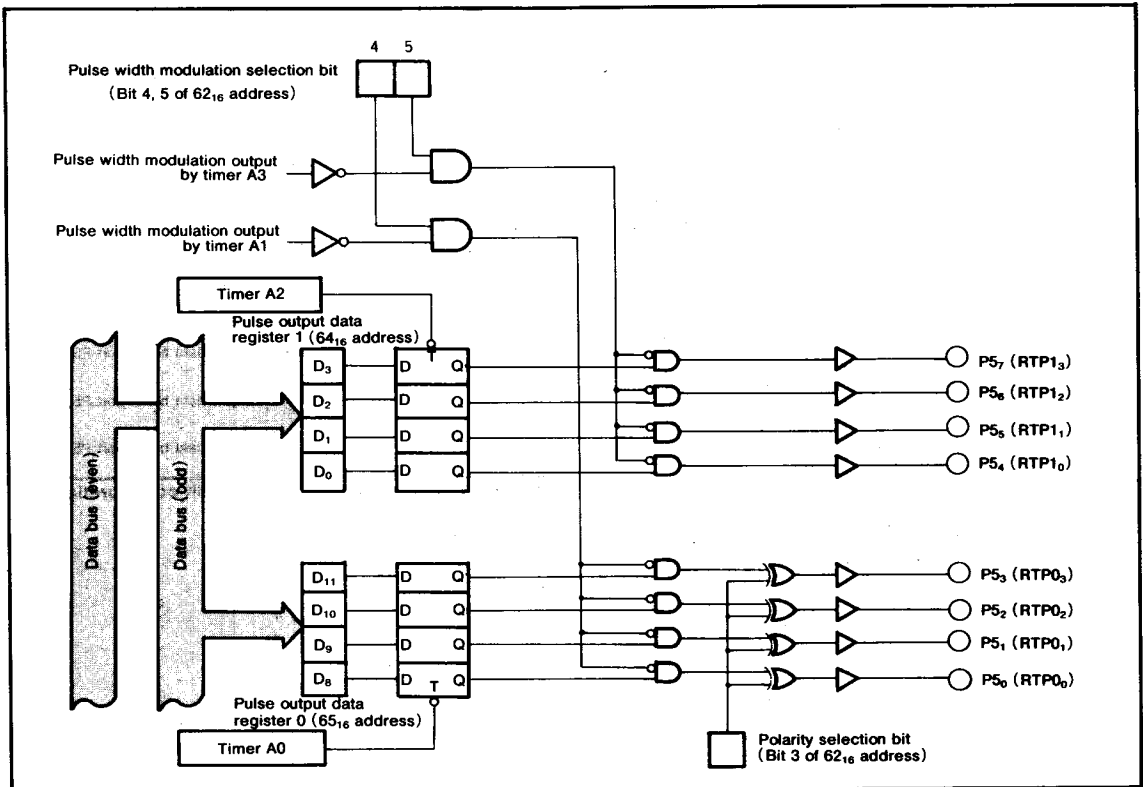 4 5
Pulse width modulation selection bit
(Bit 4, 5 of 62₁₆ address)
Pulse width modulation output
by timer A3
Pulse width modulation output
by timer A1
Timer A2
Pulse output data
register 1 (64₁₆ address)
T
D₃ D Q P5₇ (RTP1₃)
D₂ D Q P5₆ (RTP1₂)
D₁ D Q P5₅ (RTP1₁)
D₀ D Q P5₄ (RTP1₀)
Data bus (even)
Data bus (odd)
D₁₁ D Q P5₃ (RTP0₃)
D₁₀ D Q P5₂ (RTP0₂)
D₉ D Q P5₁ (RTP0₁)
D₈ D Q P5₀ (RTP0₀)
T
Pulse output data
register 0 (65₁₆ address)
Timer A0
Polarity selection bit
(Bit 3 of 62₁₆ address)